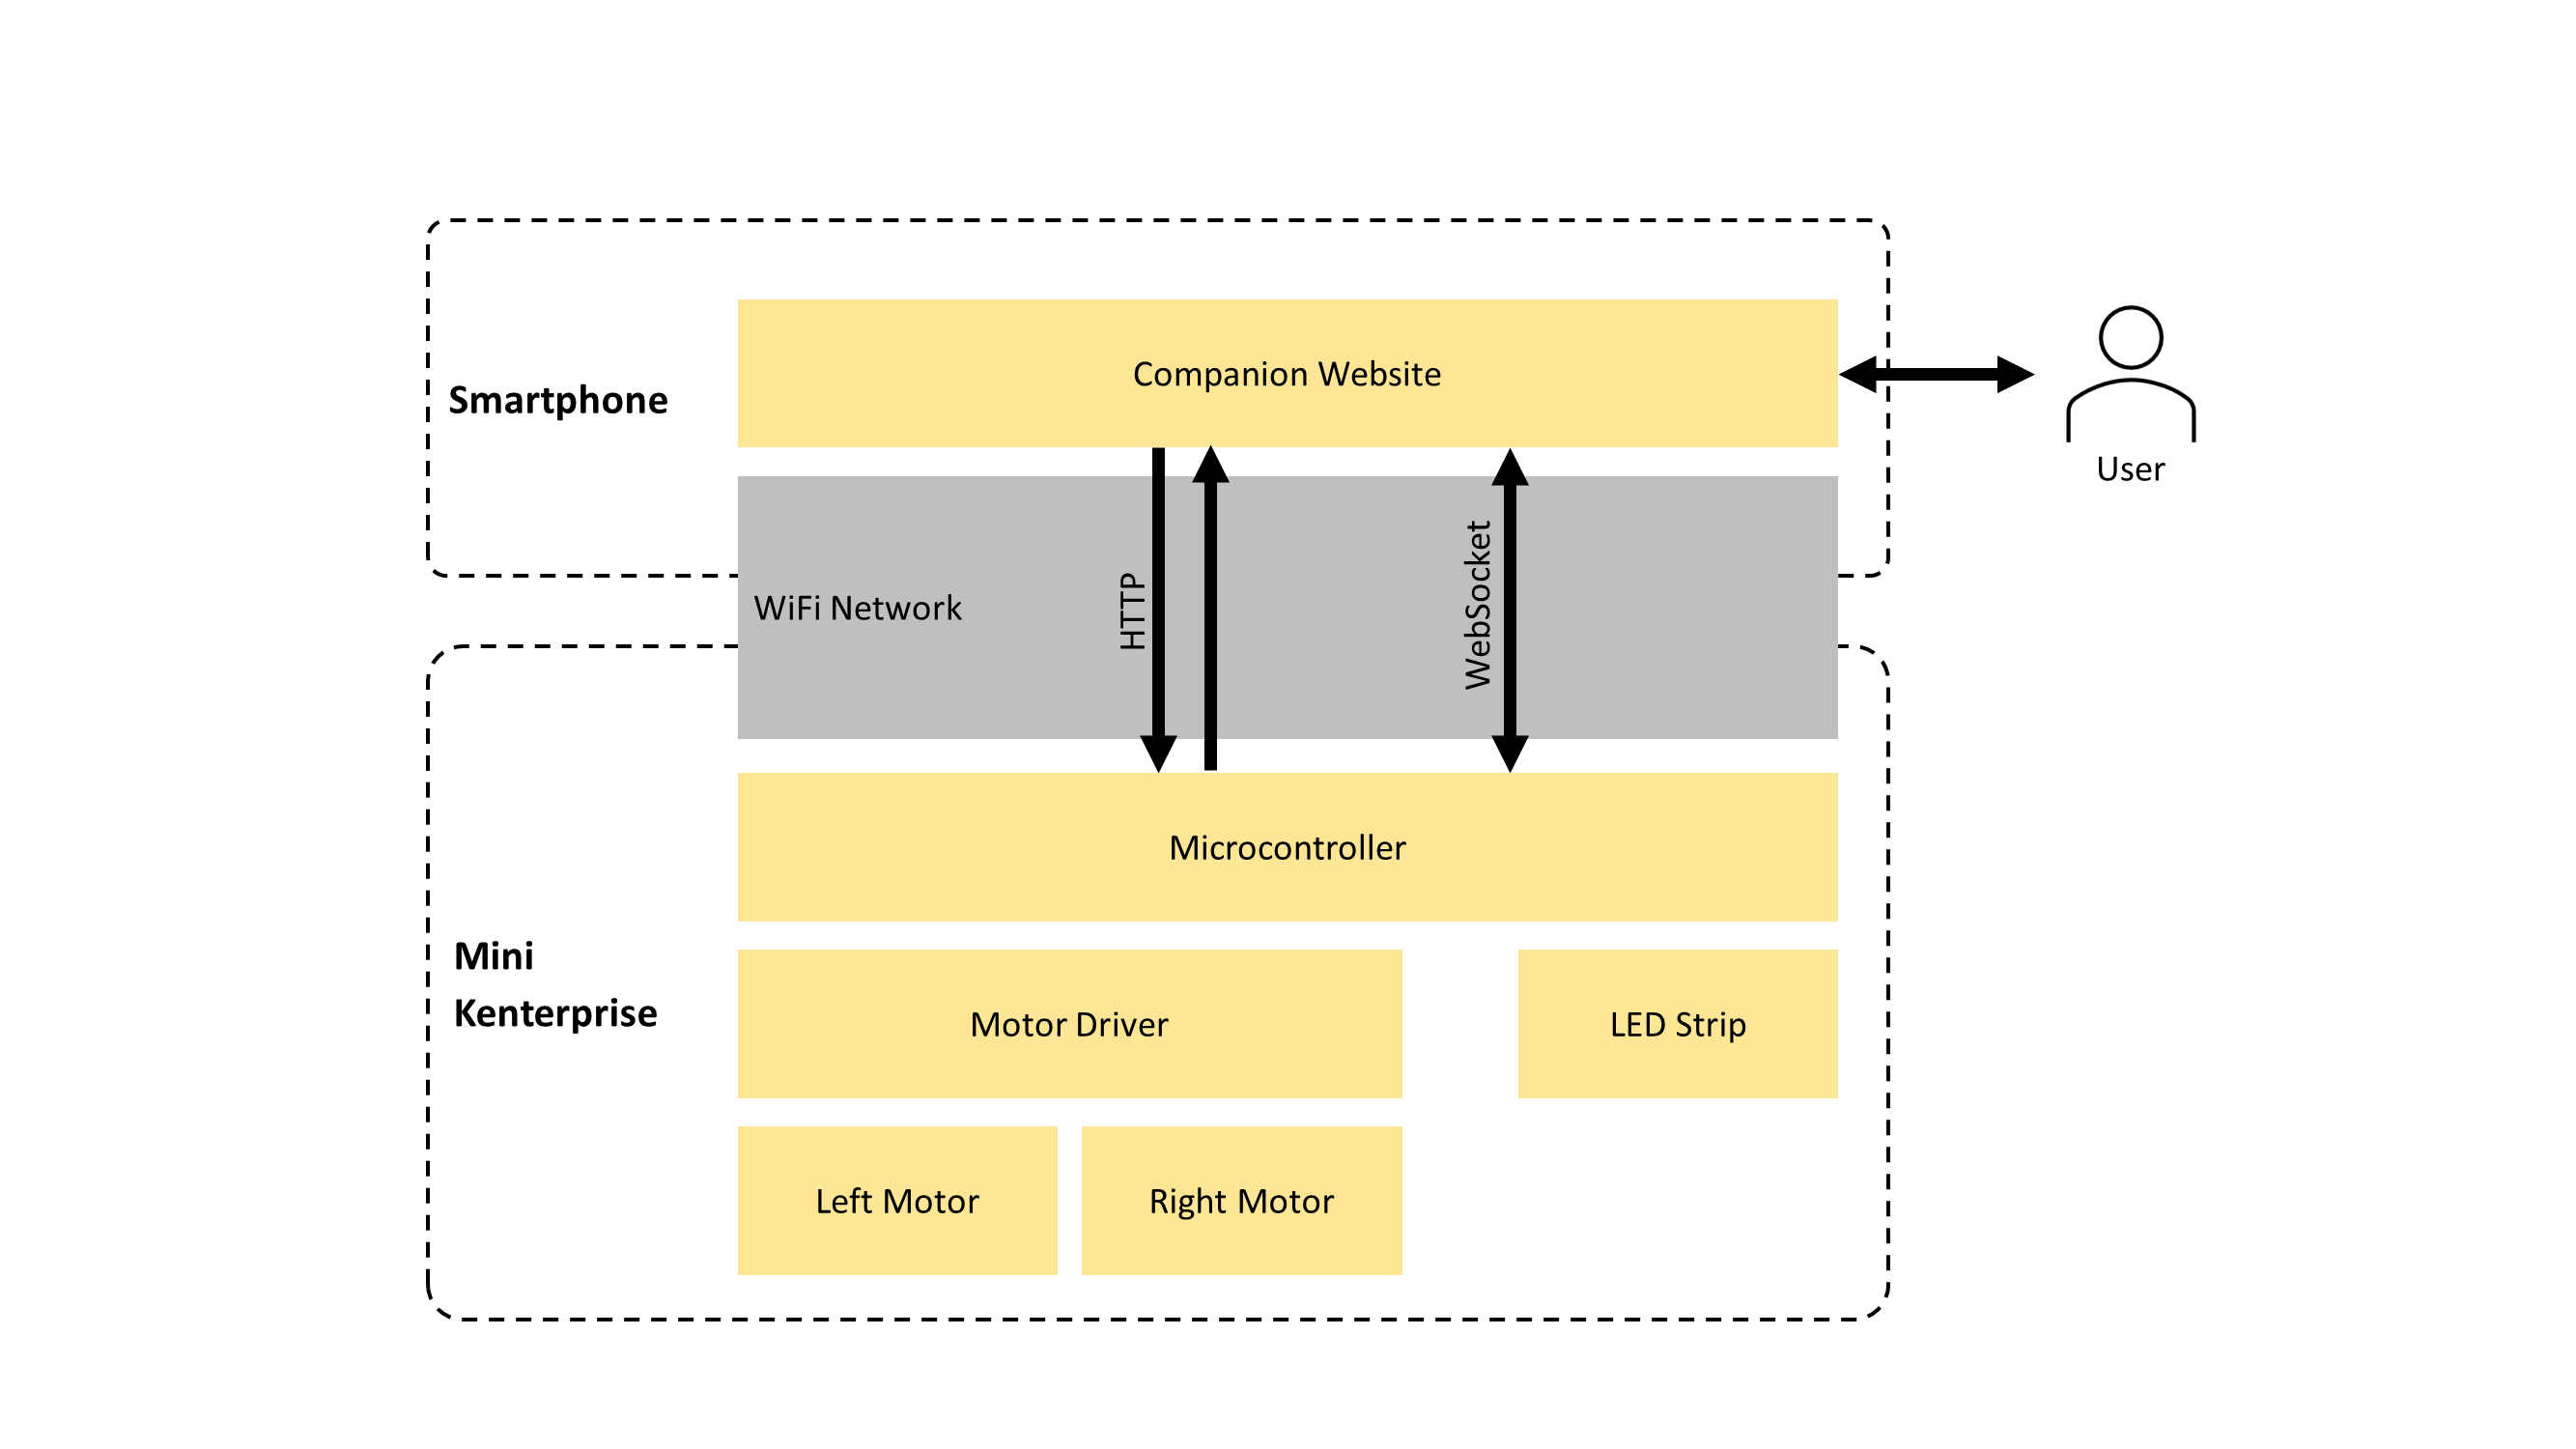 Smartphone
Companion Website
User
WiFi Network
HTTP
WebSocket
Mini
Kenterprise
Microcontroller
Motor Driver
LED Strip
Left Motor
Right Motor